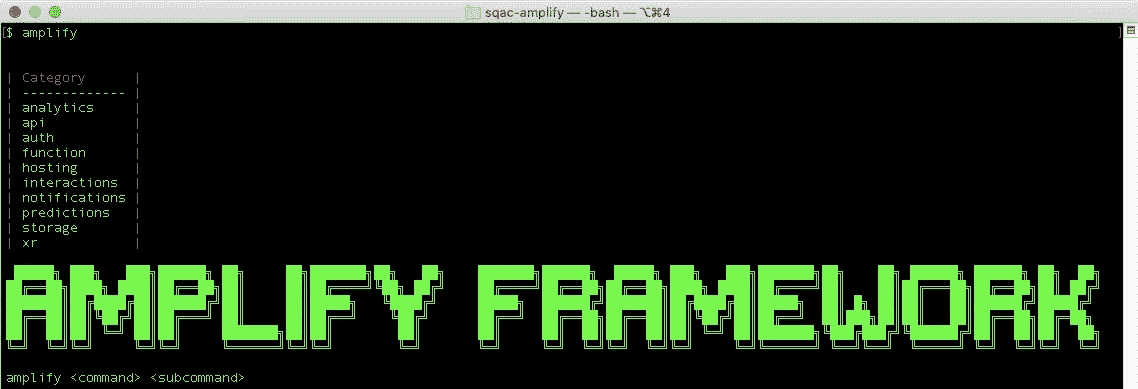 sqac-amplify — -bash — ⌥⌘4
[$ amplify ]
| Category |
| ------------- |
| analytics |
| api |
| auth |
| function |
| hosting |
| interactions |
| notifications |
| predictions |
| storage |
| xr |
AMPLIFY FRAMEWORK
amplify <command> <subcommand>